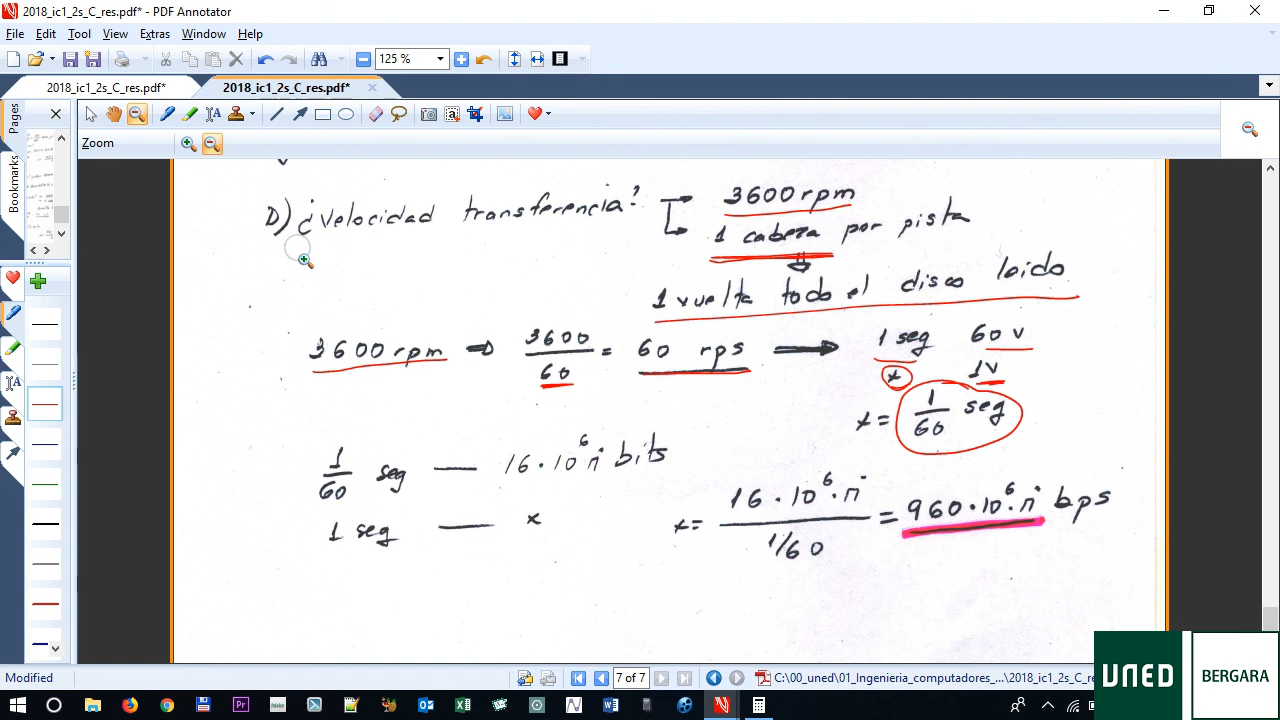 2018_ic1_2s_C_res.pdf* - PDF Annotator
File Edit Tool View Extras Window Help
125 %
2018_ic1_2s_C_res.pdf*
2018_ic1_2s_C_res.pdf*
Pages
Bookmarks
Zoom
D) ¿Velocidad transferencia?
3600 rpm
1 cabeza por pista
1 vuelta todo el disco leido
3600 rpm ⇒ 3600/60 = 60 rps
1 seg 60 v
x 1v
x = 1/60 seg
1/60 seg — 16·10⁶ π bits
1 seg — x
x = 16·10⁶·π / 1/60 = 960·10⁶·π bps
Modified
7 of 7
C:\00_uned\01_Ingenieria_computadores_...\2018_ic1_2s_C_res.p
UNED
BERGARA